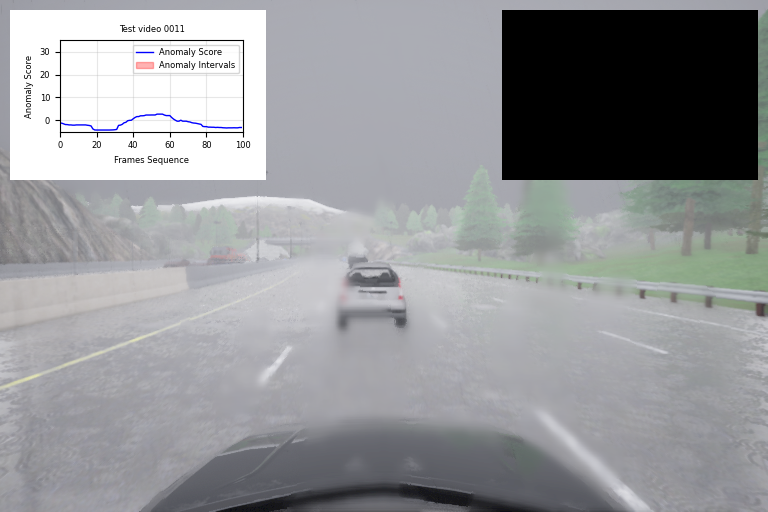 Test video 0011
Anomaly Score
Anomaly Intervals
Anomaly Score
30
20
10
0
0 20 40 60 80 100
Frames Sequence